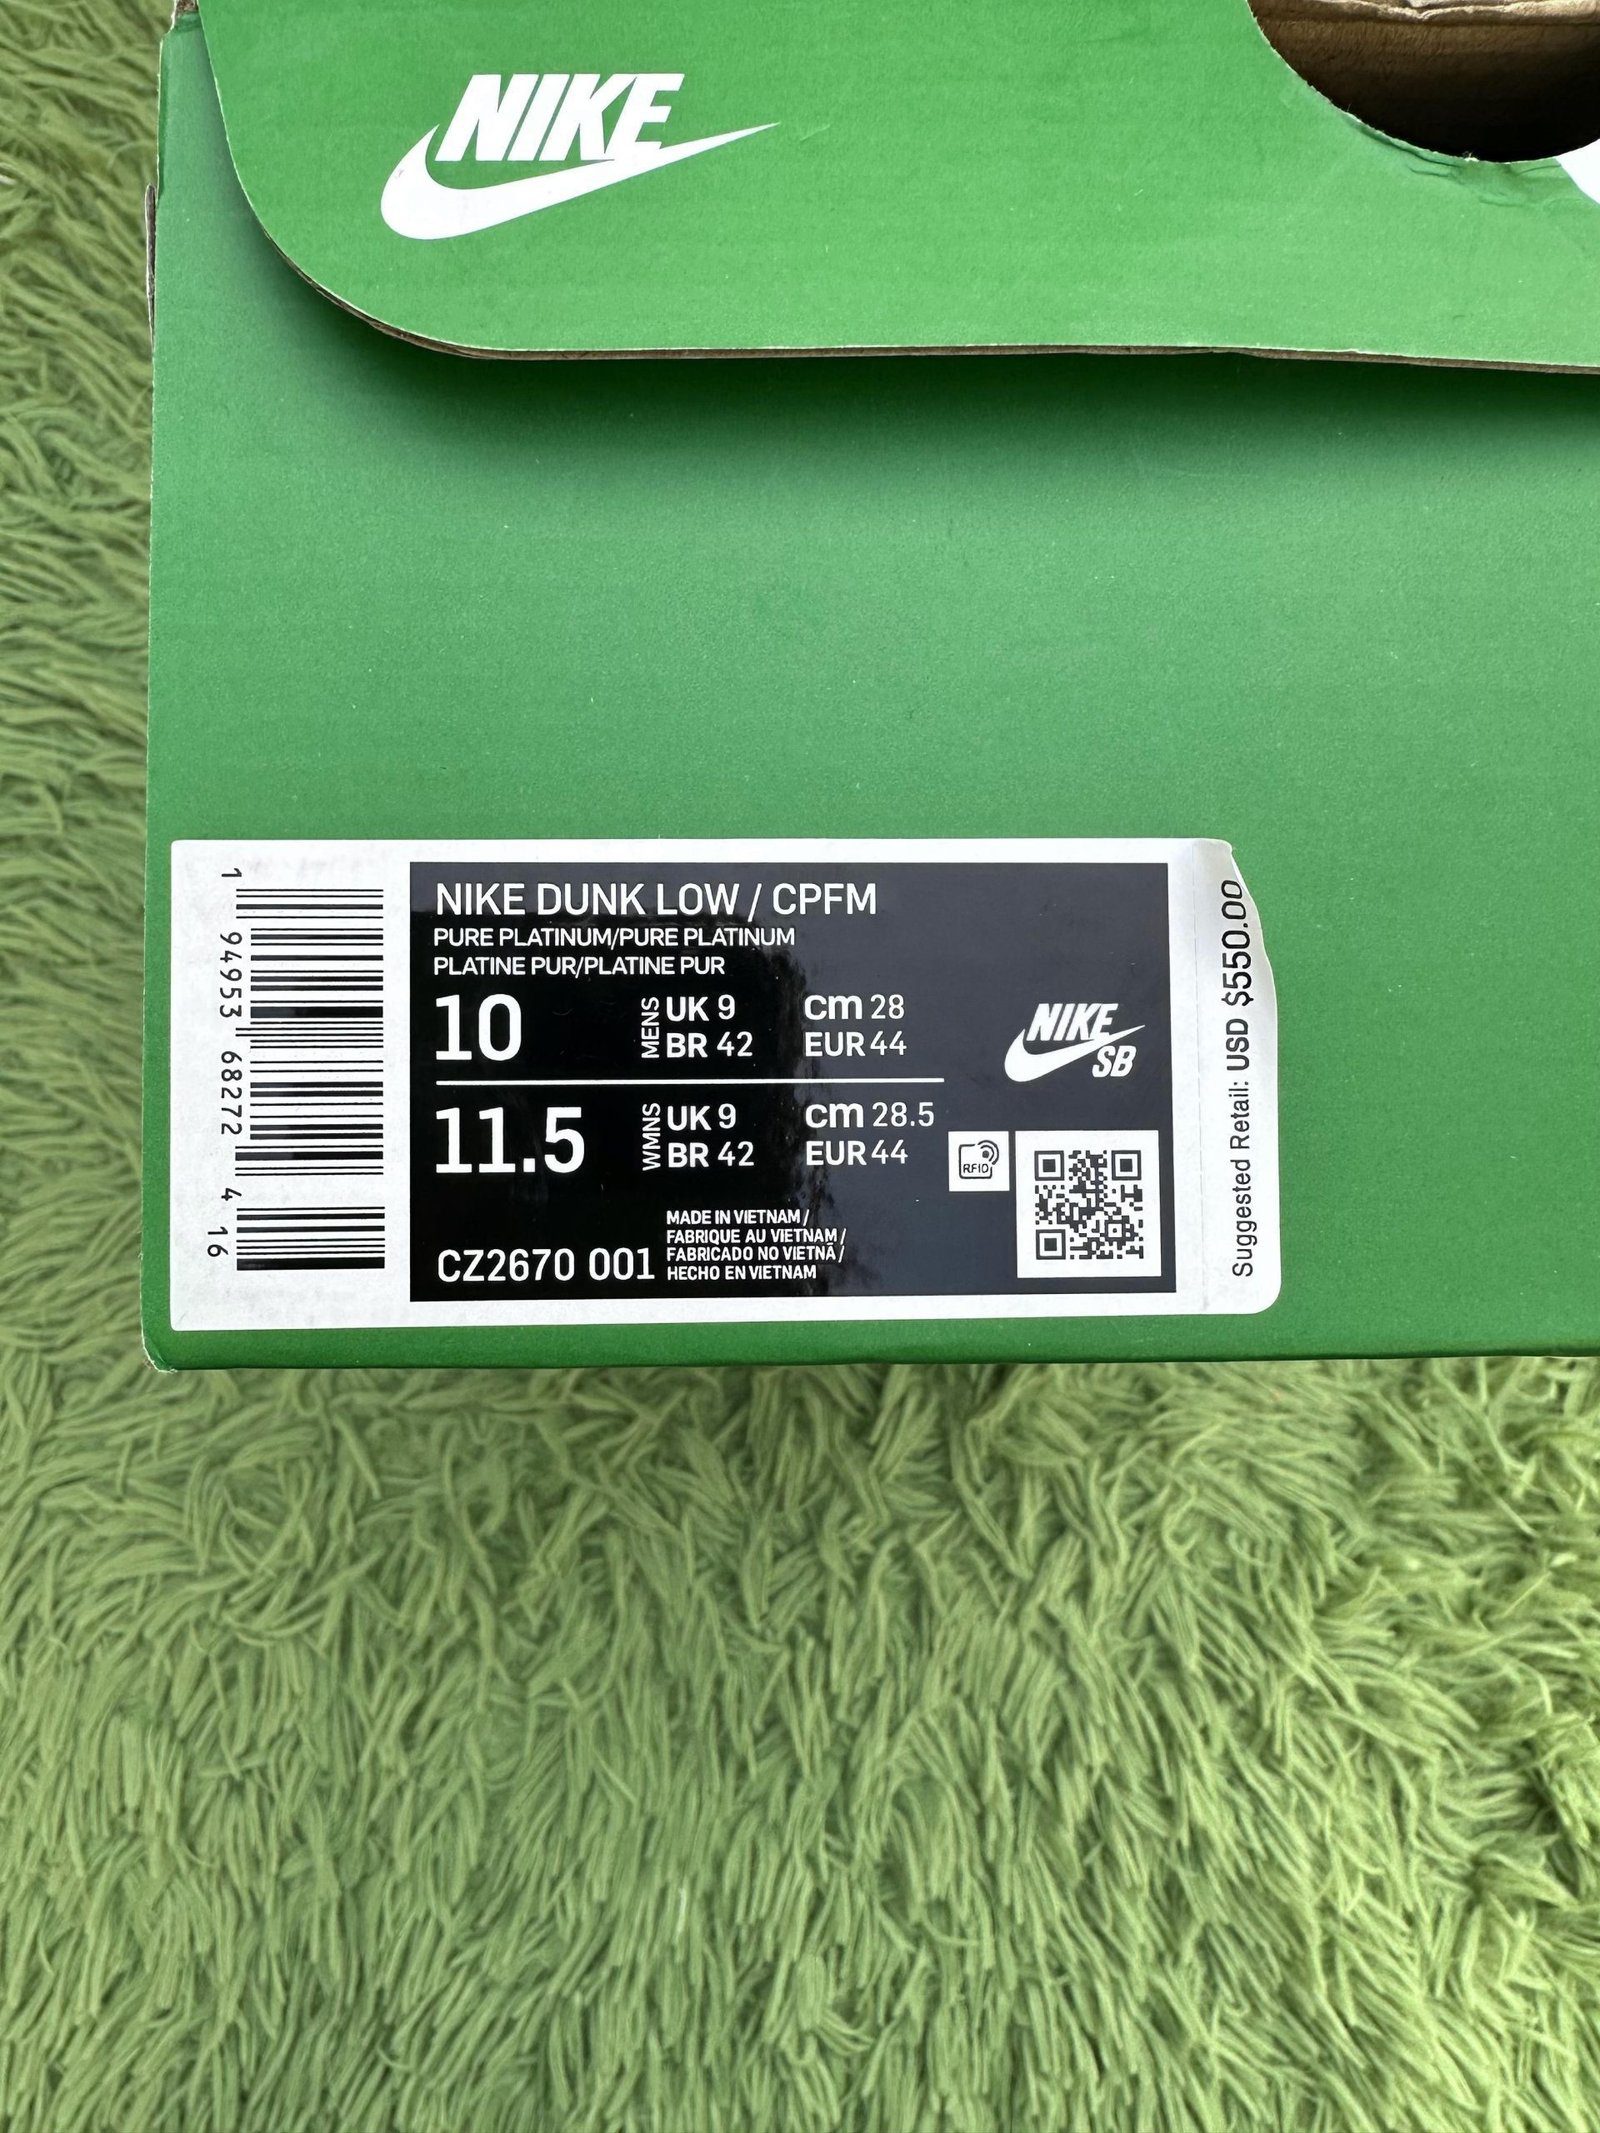 NIKE
NIKE DUNK LOW / CPFM
PURE PLATINUM/PURE PLATINUM
PLATINE PUR/PLATINE PUR
10 MENS UK 9 cm 28
BR 42 EUR 44
11.5 WMNS UK 9 cm 28.5
BR 42 EUR 44
NIKE
SB
RFID
CZ2670 001
MADE IN VIETNAM /
FABRIQUE AU VIETNAM /
FABRICADO NO VIETNÃ /
HECHO EN VIETNAM
1 94953 68272 4 16
Suggested Retail: USD $550.00